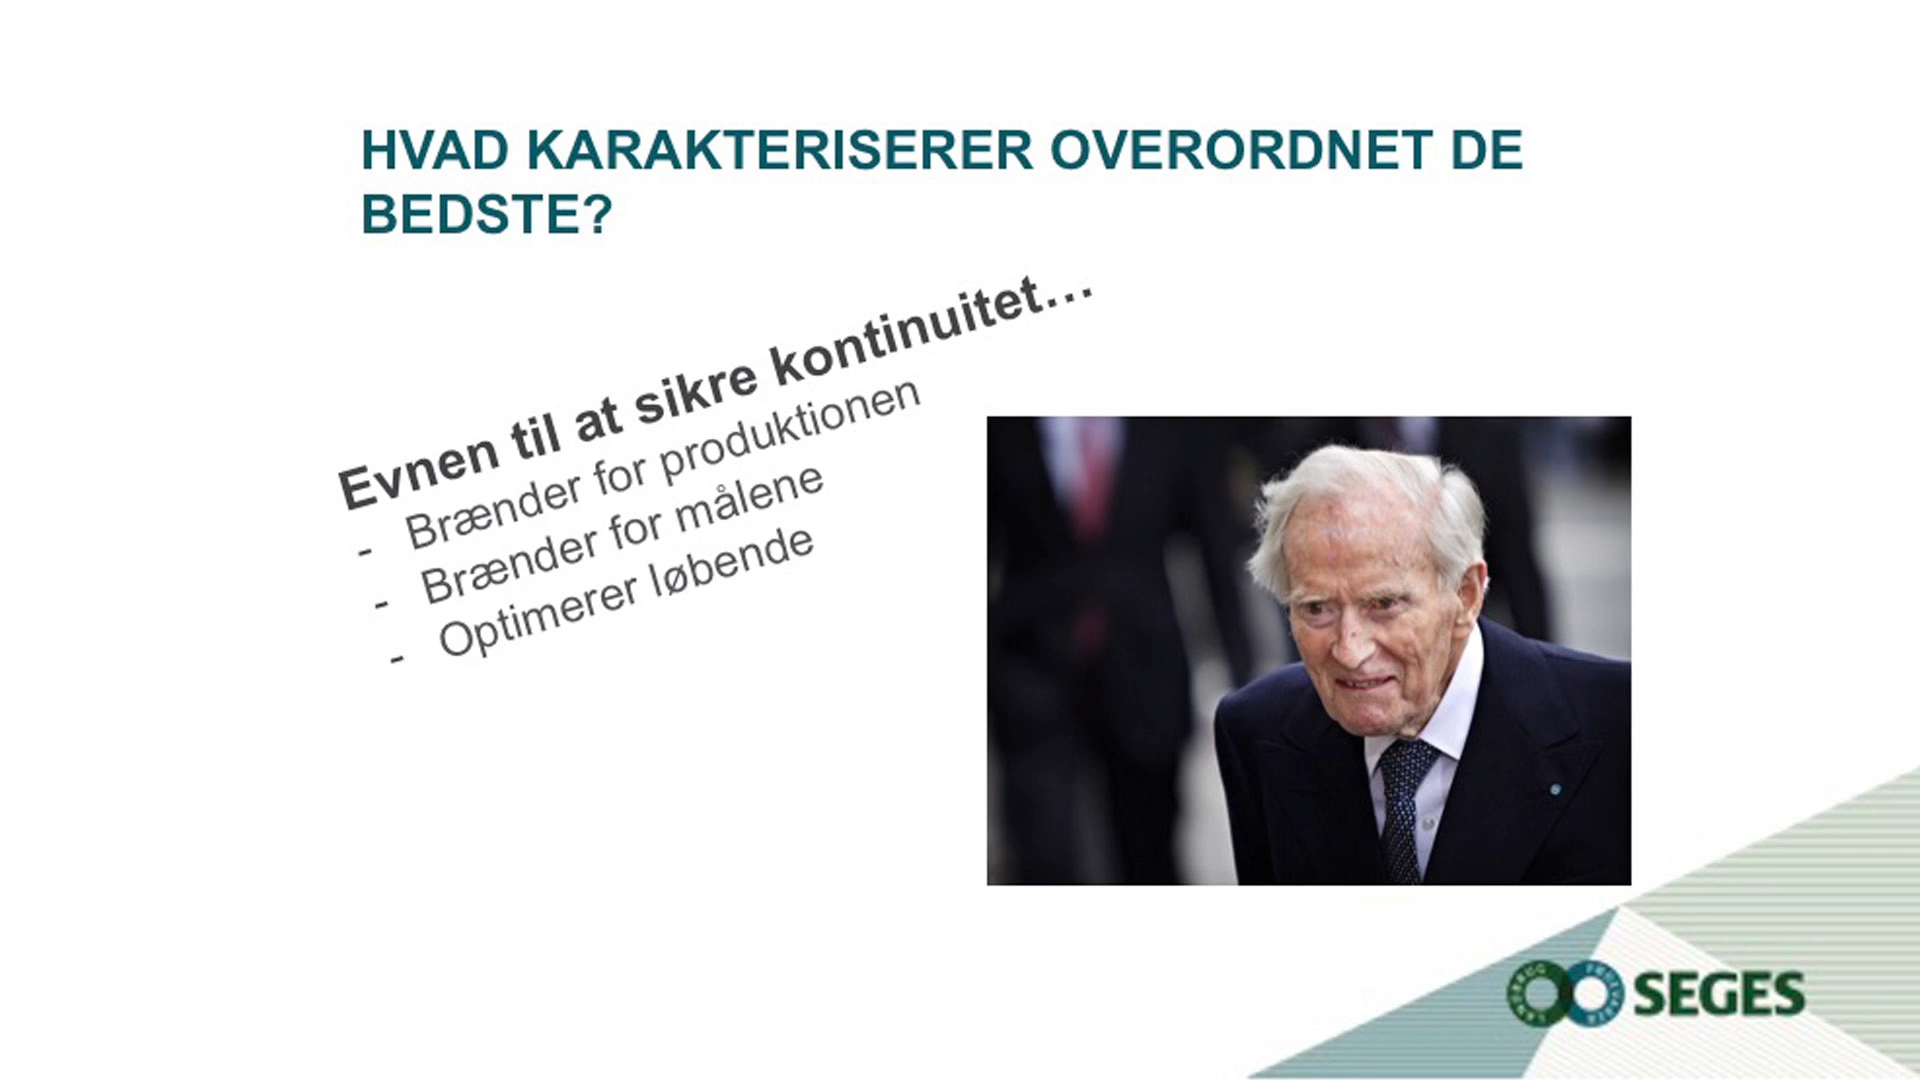 HVAD KARAKTERISERER OVERORDNET DE
BEDSTE?
Evnen til at sikre kontinuitet…
- Brænder for produktionen
- Brænder for målene
- Optimerer løbende
SEGES